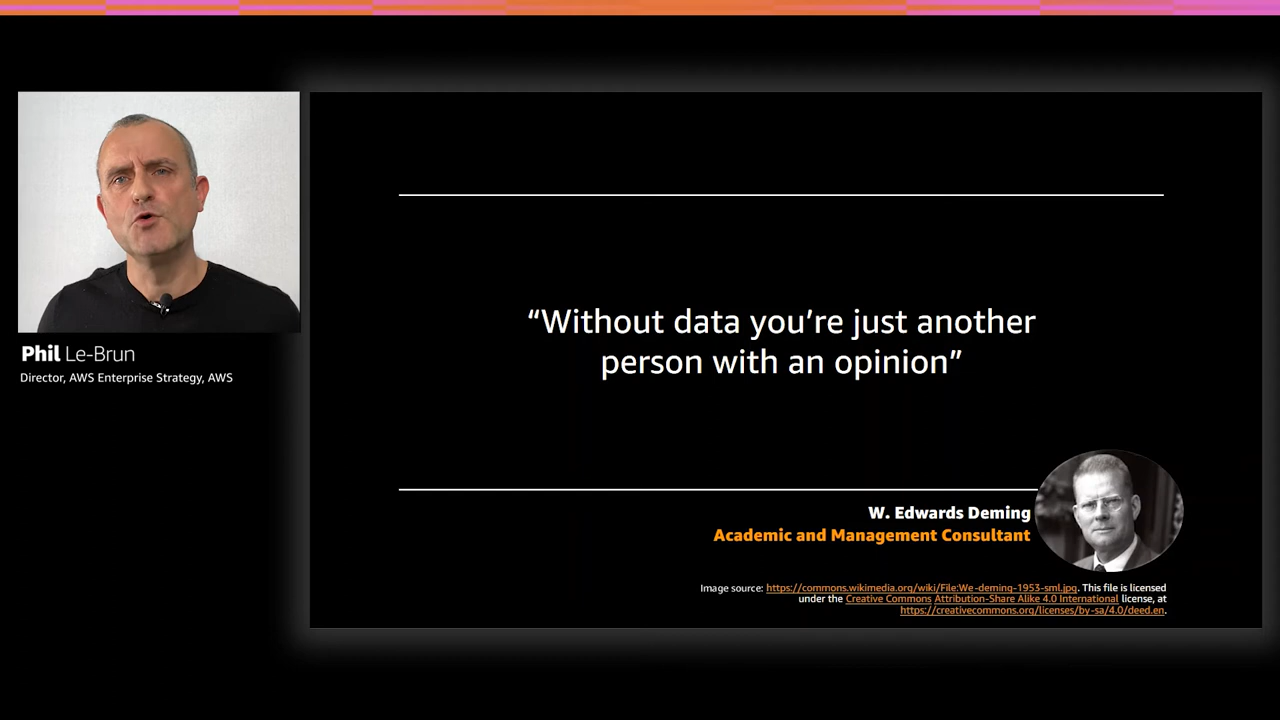 Phil Le-Brun
Director, AWS Enterprise Strategy, AWS
“Without data you’re just another
person with an opinion”
W. Edwards Deming
Academic and Management Consultant
Image source: https://commons.wikimedia.org/wiki/File:We-deming-1953-sml.jpg. This file is licensed
under the Creative Commons Attribution-Share Alike 4.0 International license, at
https://creativecommons.org/licenses/by-sa/4.0/deed.en.